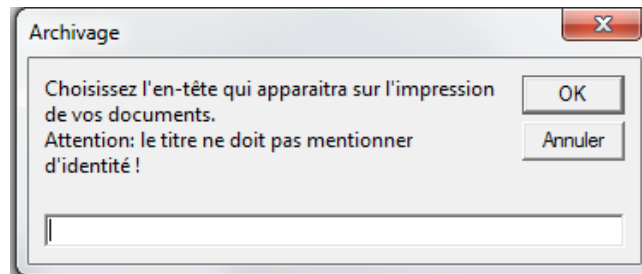 Archivage
Choisissez l'en-tête qui apparaitra sur l'impression
de vos documents.
Attention: le titre ne doit pas mentionner
d'identité !
OK
Annuler